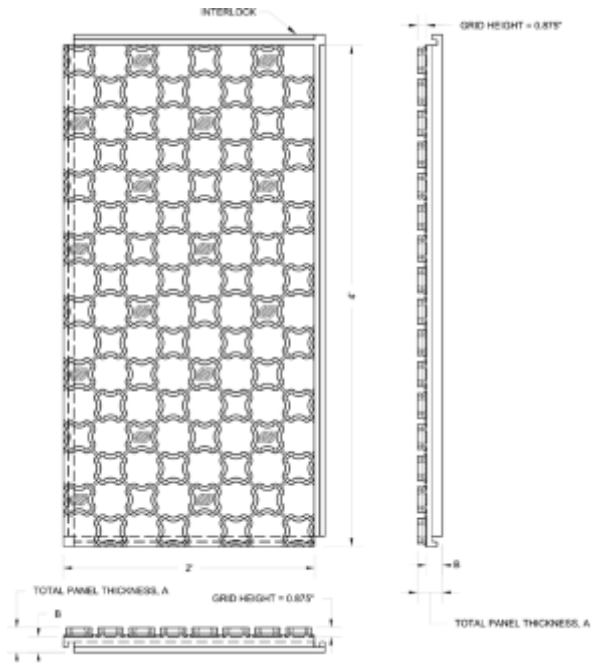 INTERLOCK
GRID HEIGHT = 0.875"
4'
B
TOTAL PANEL THICKNESS, A
2'
TOTAL PANEL THICKNESS, A
B
GRID HEIGHT = 0.875"